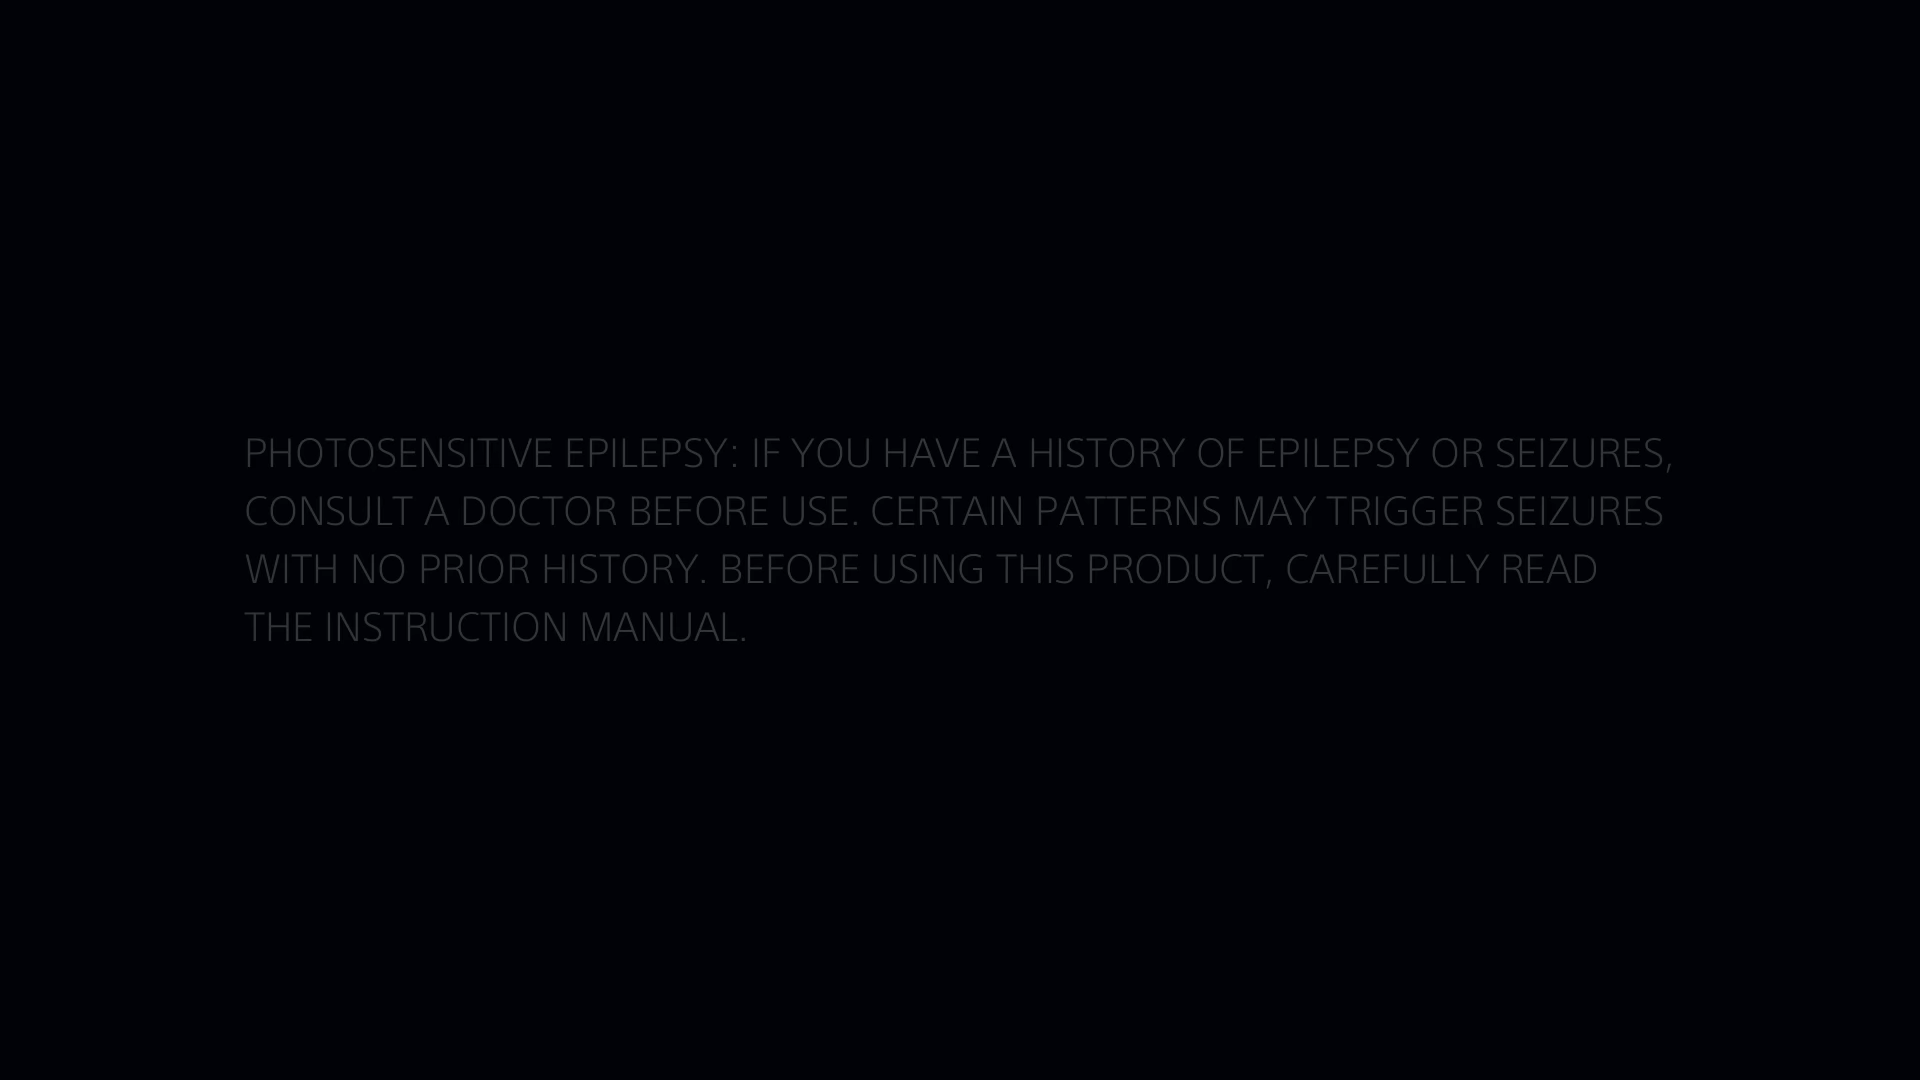 PHOTOSENSITIVE EPILEPSY: IF YOU HAVE A HISTORY OF EPILEPSY OR SEIZURES,
CONSULT A DOCTOR BEFORE USE. CERTAIN PATTERNS MAY TRIGGER SEIZURES
WITH NO PRIOR HISTORY. BEFORE USING THIS PRODUCT, CAREFULLY READ
THE INSTRUCTION MANUAL.